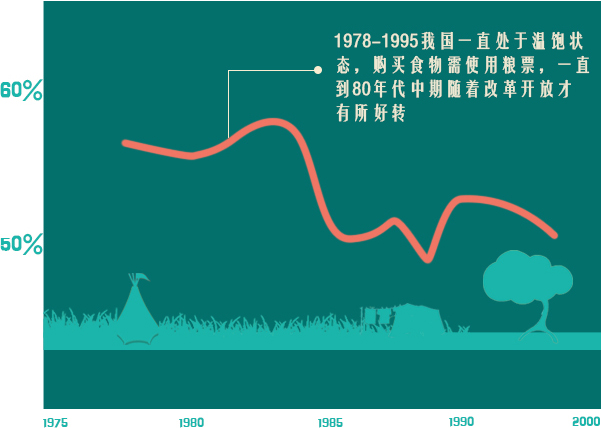 1978-1995我国一直处于温饱状
态，购买食物需使用粮票，一直
到80年代中期随着改革开放才
有所好转
60%
50%
1975 1980 1985 1990 2000